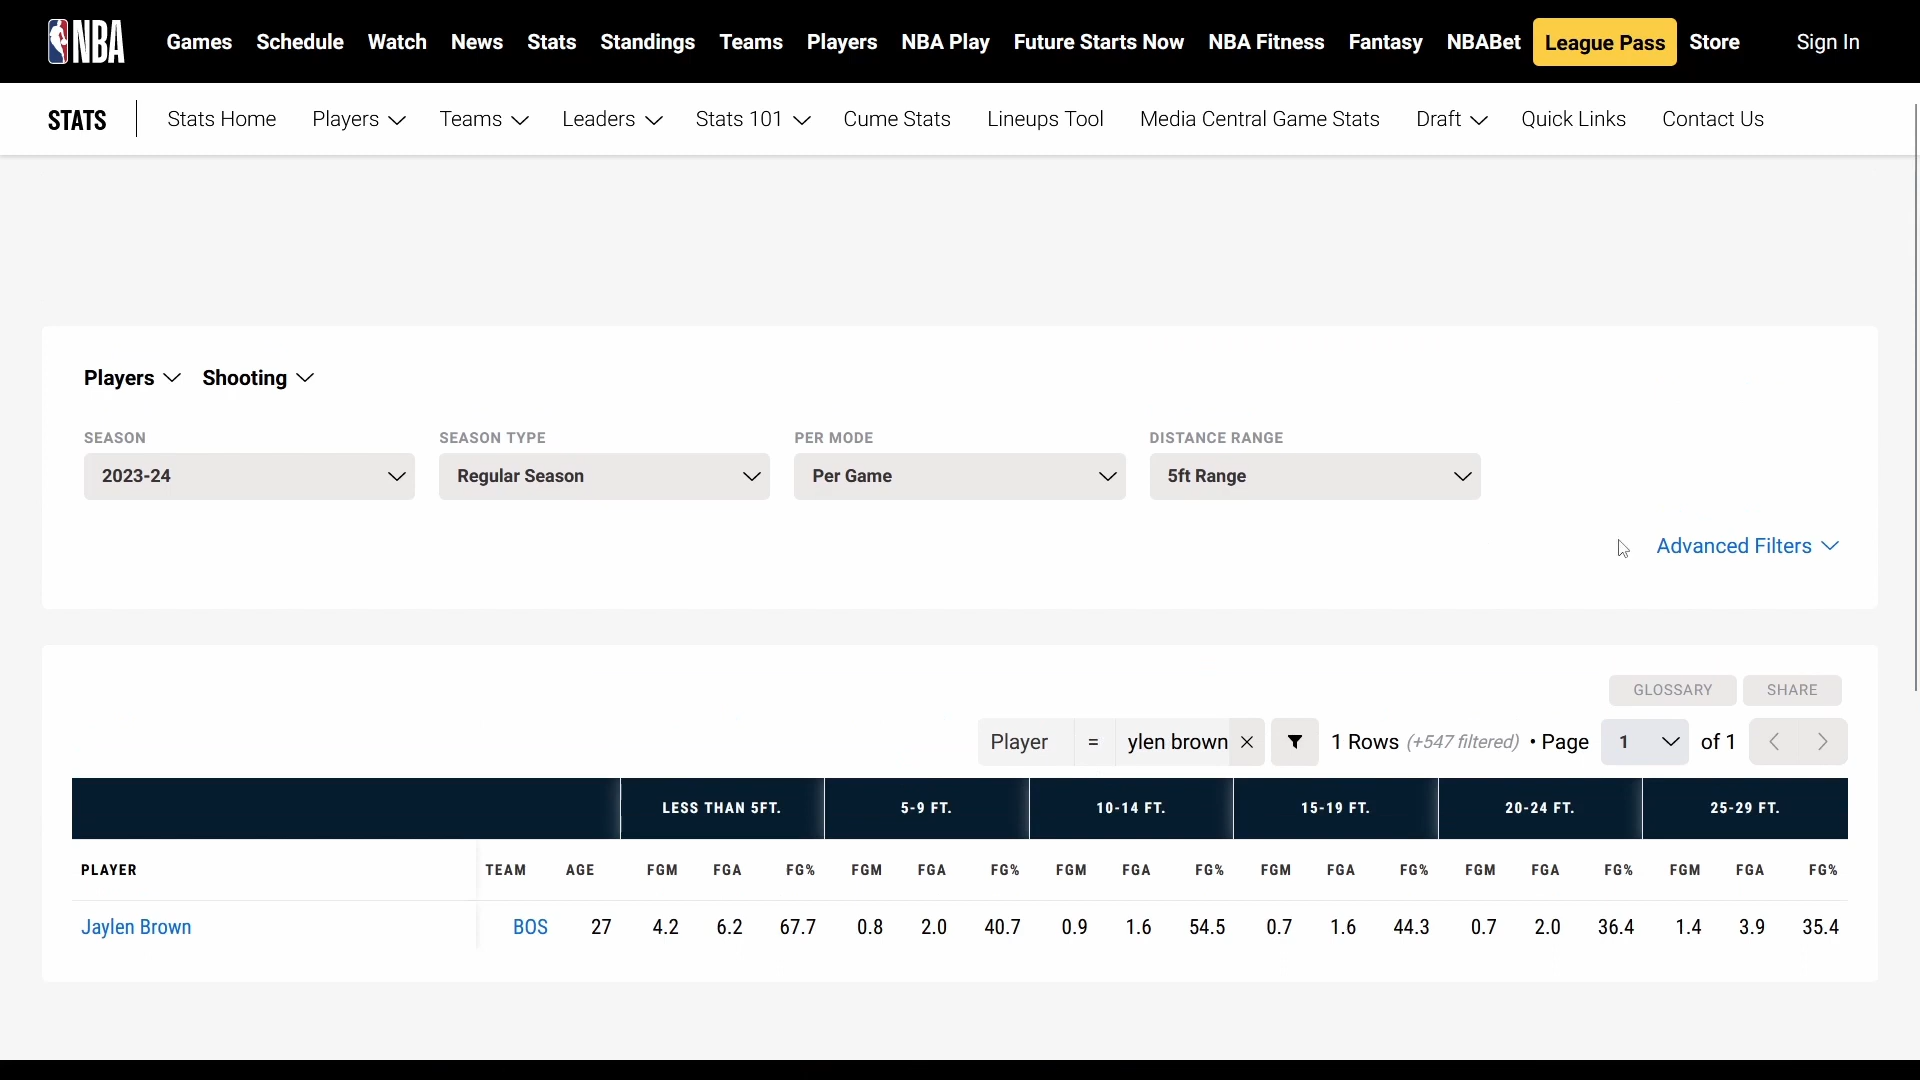 NBA Games Schedule Watch News Stats Standings Teams Players NBA Play Future Starts Now NBA Fitness Fantasy NBABet League Pass Store Sign In
STATS Stats Home Players Teams Leaders Stats 101 Cume Stats Lineups Tool Media Central Game Stats Draft Quick Links Contact Us
Players Shooting
SEASON SEASON TYPE PER MODE DISTANCE RANGE
2023-24 Regular Season Per Game 5ft Range
Advanced Filters
GLOSSARY SHARE
Player = ylen brown 1 Rows (+547 filtered) • Page 1 of 1
LESS THAN 5FT. 5-9 FT. 10-14 FT. 15-19 FT. 20-24 FT. 25-29 FT.
PLAYER TEAM AGE FGM FGA FG% FGM FGA FG% FGM FGA FG% FGM FGA FG% FGM FGA FG% FGM FGA FG%
Jaylen Brown BOS 27 4.2 6.2 67.7 0.8 2.0 40.7 0.9 1.6 54.5 0.7 1.6 44.3 0.7 2.0 36.4 1.4 3.9 35.4